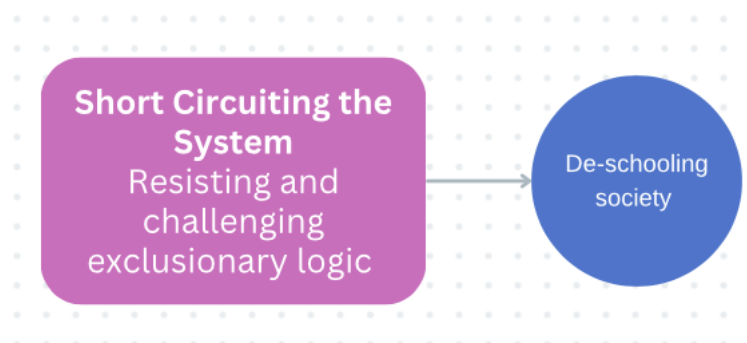 Short Circuiting the
System
Resisting and
challenging
exclusionary logic
De-schooling
society